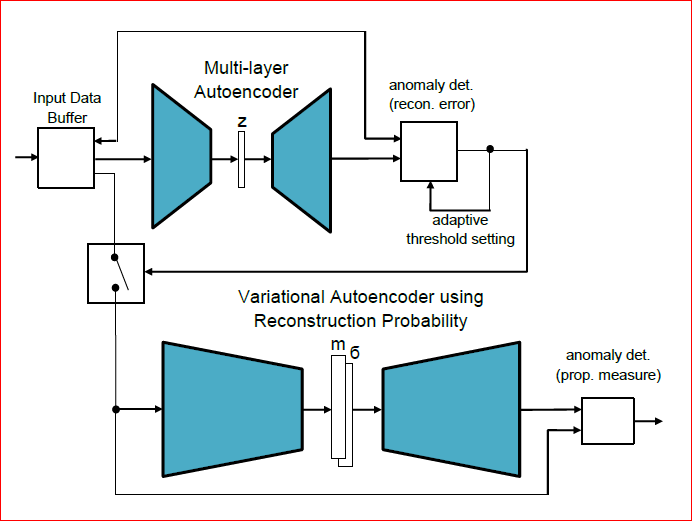 Multi-layer
Autoencoder
anomaly det.
(recon. error)
Input Data
Buffer
z
adaptive
threshold setting
Variational Autoencoder using
Reconstruction Probability
m
б
anomaly det.
(prop. measure)